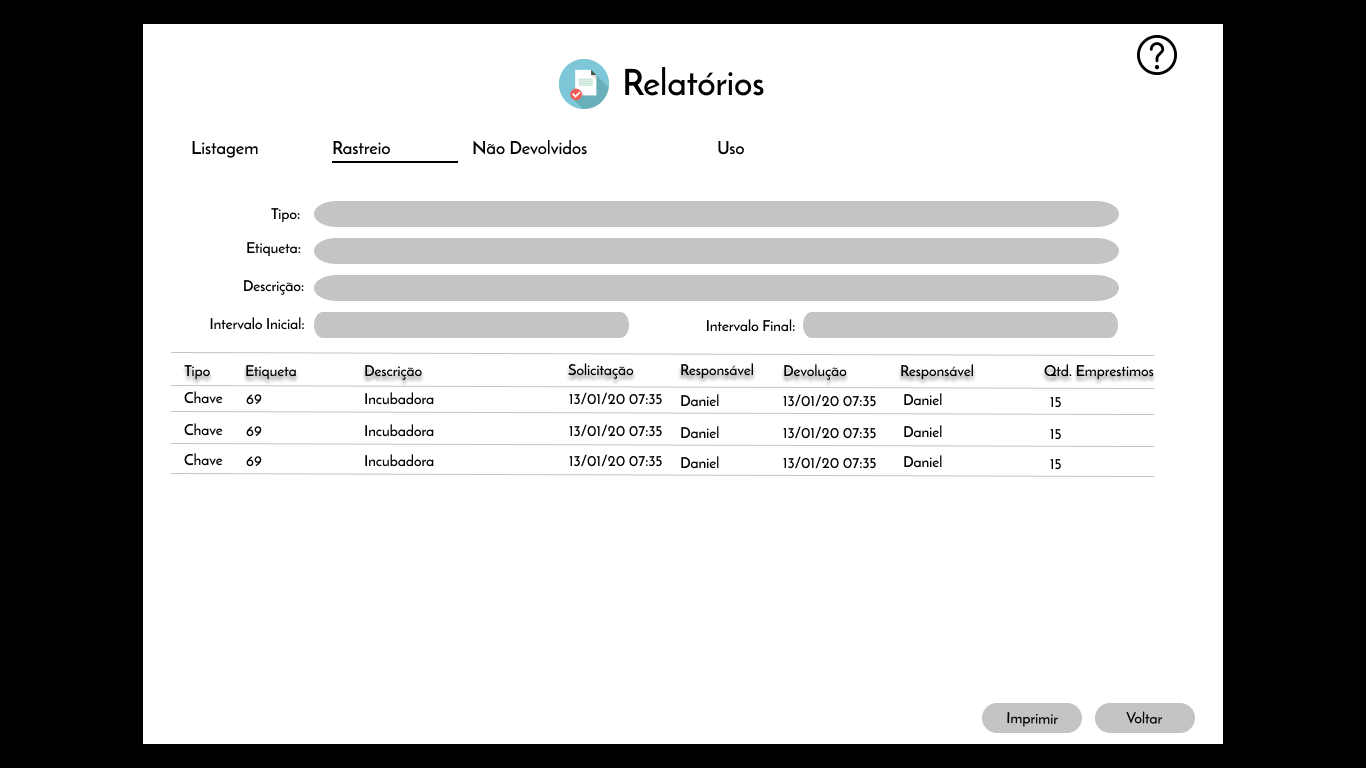 ?
Relatórios
Listagem Rastreio Não Devolvidos Uso
Tipo:
Etiqueta:
Descrição:
Intervalo Inicial: Intervalo Final:
Tipo Etiqueta Descrição Solicitação Responsável Devolução Responsável Qtd. Emprestimos
Chave 69 Incubadora 13/01/20 07:35 Daniel 13/01/20 07:35 Daniel 15
Chave 69 Incubadora 13/01/20 07:35 Daniel 13/01/20 07:35 Daniel 15
Chave 69 Incubadora 13/01/20 07:35 Daniel 13/01/20 07:35 Daniel 15
Imprimir Voltar